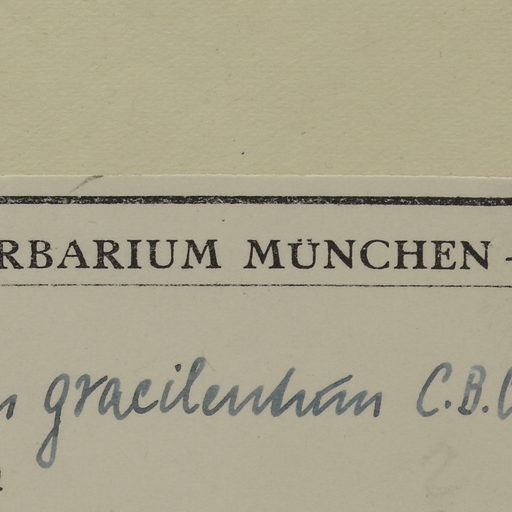 RBARIUM MÜNCHEN -
gracilentum C.B.